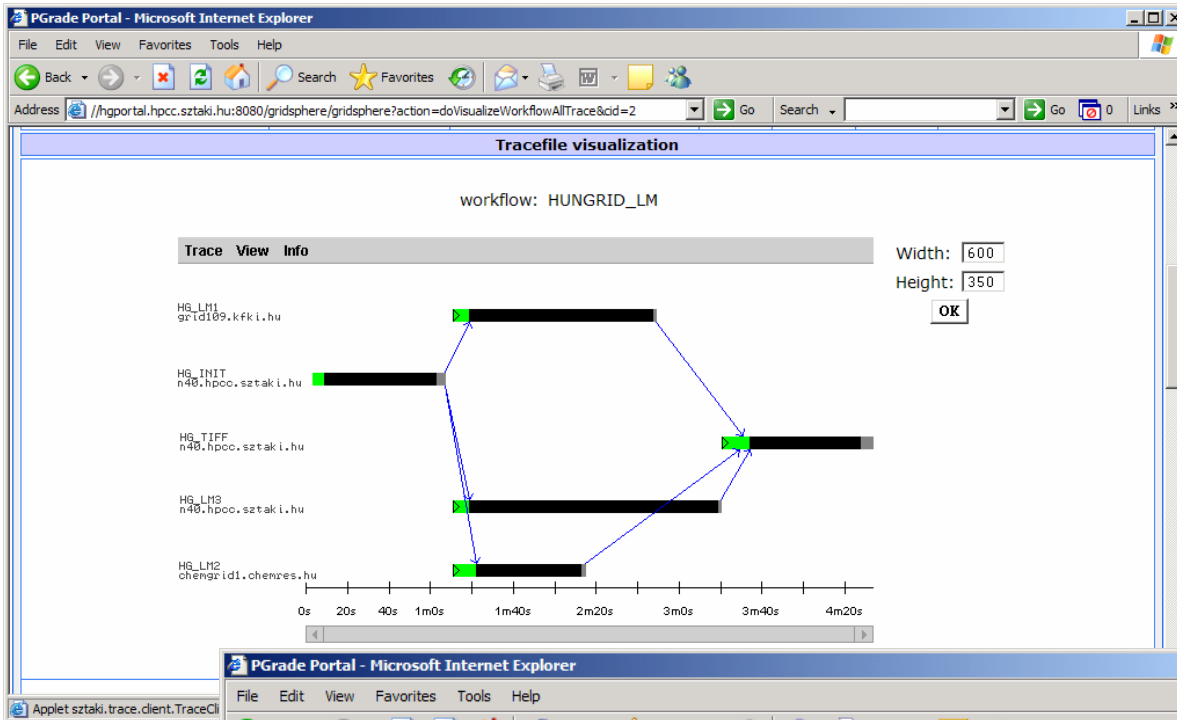 PGrade Portal - Microsoft Internet Explorer
File Edit View Favorites Tools Help
Back Search Favorites
Address //hgportal.hpcc.sztaki.hu:8080/gridsphere/gridsphere?action=doVisualizeWorkflowAllTrace&cid=2 Go Search Go 0 Links »
Tracefile visualization
workflow: HUNGRID_LM
Trace View Info
Width: 600
Height: 350
OK
HG_LM1
grid109.kfki.hu
HG_INIT
n40.hpcc.sztaki.hu
HG_TIFF
n40.hpcc.sztaki.hu
HG_LM3
n40.hpcc.sztaki.hu
HG_LM2
chemgrid1.chemres.hu
0s 20s 40s 1m0s 1m40s 2m20s 3m0s 3m40s 4m20s
PGrade Portal - Microsoft Internet Explorer
File Edit View Favorites Tools Help
Applet sztaki.trace.client.TraceCli